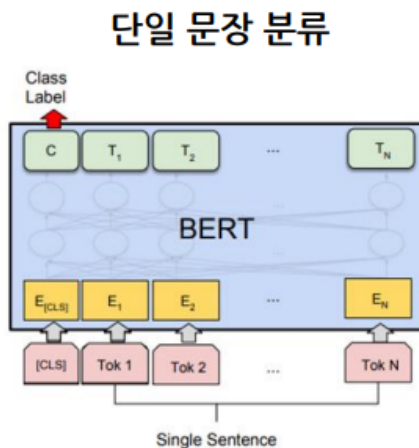 단일 문장 분류
Class
Label
C T1 T2 ... TN
BERT
E[CLS] E1 E2 ... EN
[CLS] Tok 1 Tok 2 ... Tok N
Single Sentence